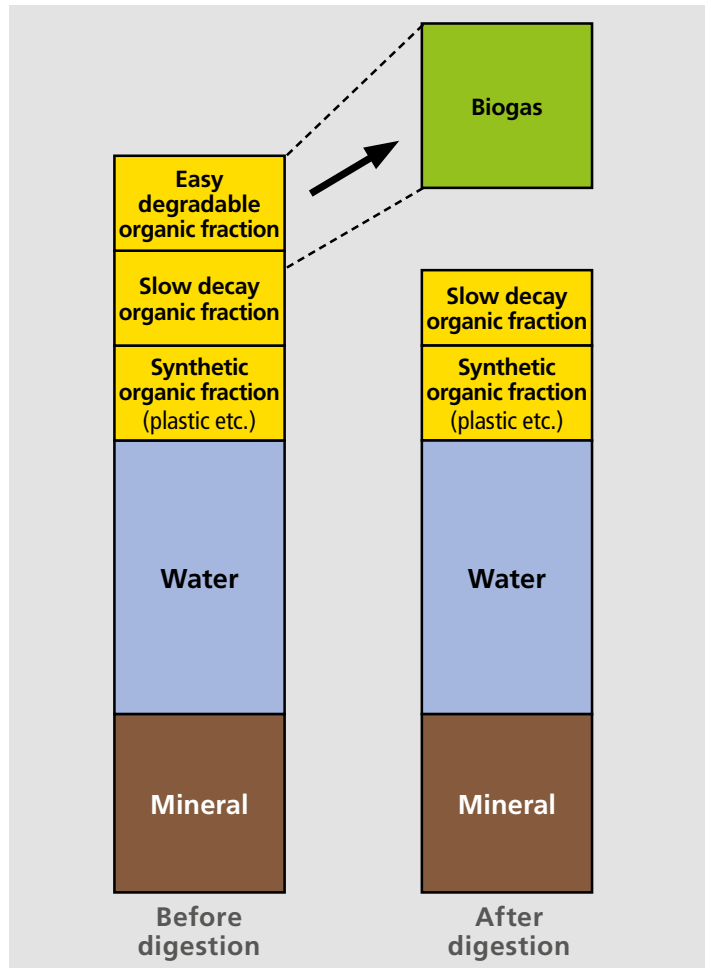 Biogas
Easy
degradable
organic fraction
Slow decay
organic fraction
Synthetic
organic fraction
(plastic etc.)
Water
Mineral
Before
digestion
Slow decay
organic fraction
Synthetic
organic fraction
(plastic etc.)
Water
Mineral
After
digestion